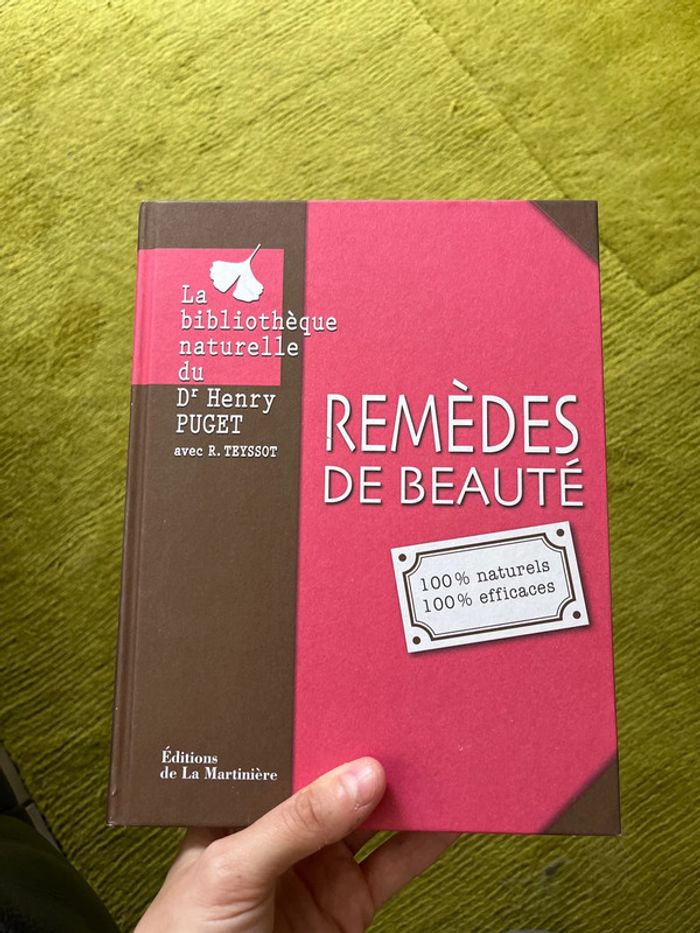 La
bibliothèque
naturelle
du
Dr Henry
PUGET
avec R. TEYSSOT
REMÈDES
DE BEAUTÉ
100% naturels
100% efficaces
Éditions
de La Martinière